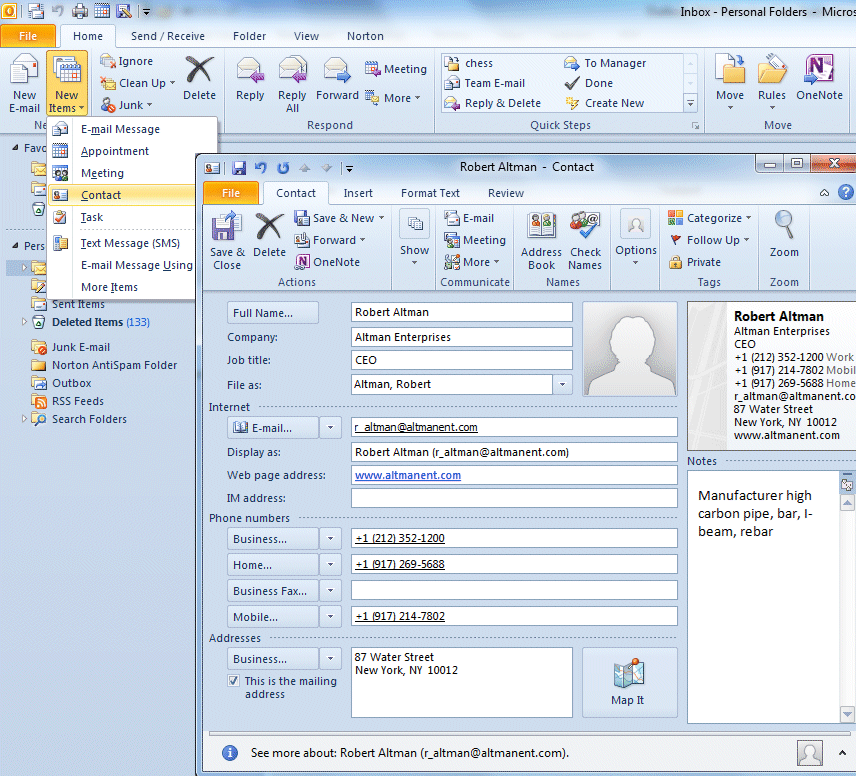 Inbox - Personal Folders - Micros
File Home Send / Receive Folder View Norton
New E-mail
New Items
Ignore
Clean Up
Junk
Delete
Reply
Reply All
Forward
Meeting
More
Respond
chess
Team E-mail
Reply & Delete
To Manager
Done
Create New
Quick Steps
Move
Rules
OneNote
Move
Ne
E-mail Message
Appointment
Meeting
Contact
Task
Text Message (SMS)
E-mail Message Using
More Items
Favo
Pers
Sent Items
Deleted Items (133)
Junk E-mail
Norton AntiSpam Folder
Outbox
RSS Feeds
Search Folders
Robert Altman - Contact
File Contact Insert Format Text Review
Save & Close
Delete
Save & New
Forward
OneNote
Actions
Show
E-mail
Meeting
More
Communicate
Address Book
Check Names
Names
Options
Categorize
Follow Up
Private
Tags
Zoom
Zoom
Full Name... Robert Altman
Company: Altman Enterprises
Job title: CEO
File as: Altman, Robert
Internet
E-mail... r_altman@altmanent.com
Display as: Robert Altman (r_altman@altmanent.com)
Web page address: www.altmanent.com
IM address:
Phone numbers
Business... +1 (212) 352-1200
Home... +1 (917) 269-5688
Business Fax...
Mobile... +1 (917) 214-7802
Addresses
Business... 87 Water Street
New York, NY 10012
This is the mailing
address
Map It
Robert Altman
Altman Enterprises
CEO
+1 (212) 352-1200 Work
+1 (917) 214-7802 Mobil
+1 (917) 269-5688 Home
r_altman@altmanent.co
87 Water Street
New York, NY 10012
www.altmanent.com
Notes
Manufacturer high
carbon pipe, bar, I-
beam, rebar
See more about: Robert Altman (r_altman@altmanent.com).